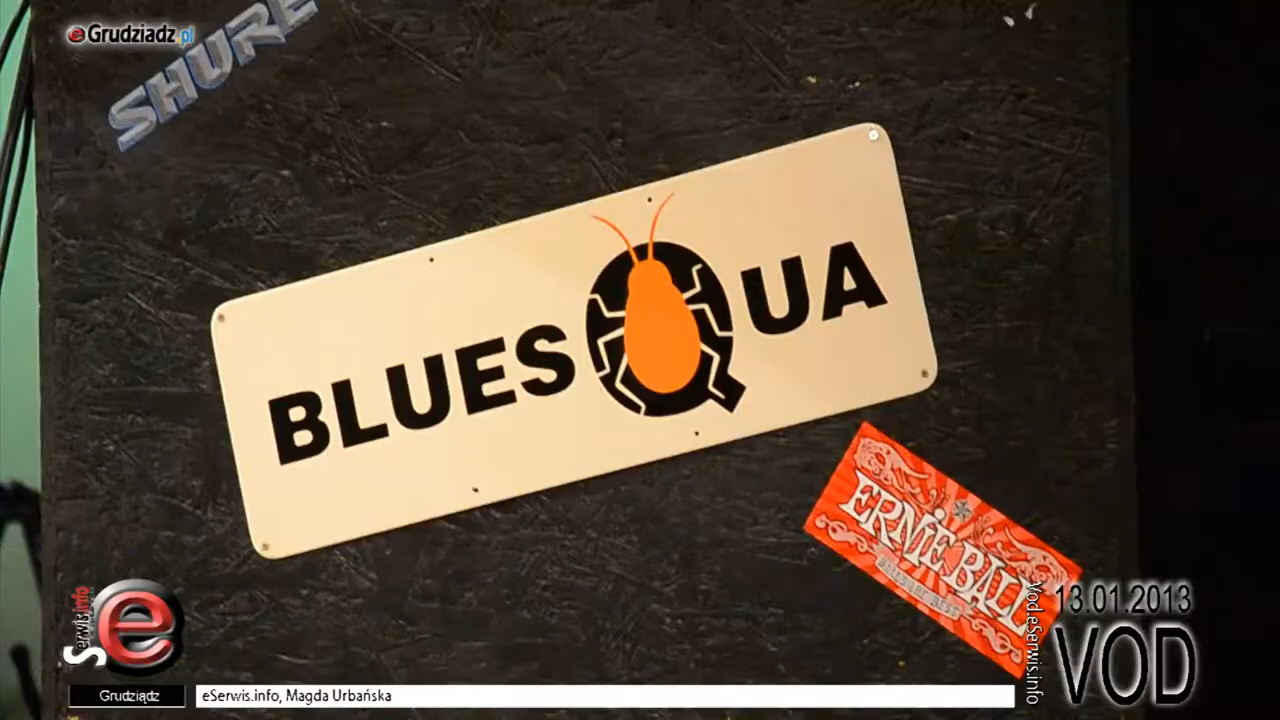 eGrudziadz.pl
SHURE
BLUESQUA
ERNIE BALL
13.01.2013
VOD
Vod.eSerwis.info
eSerwis.info
Grudziądz
eSerwis.info, Magda Urbańska